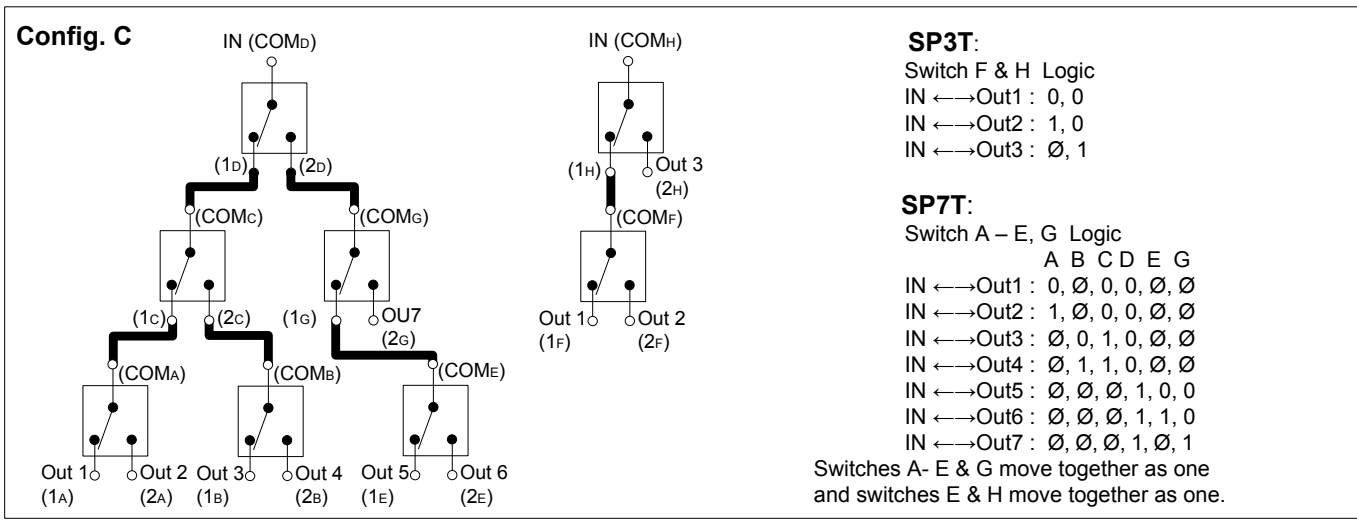 Config. C
IN (COMD)
(1D)
(2D)
(COMC)
(COMG)
(1C)
(2C)
(1G)
OU7
(2G)
(COMA)
(COMB)
(COME)
Out 1
(1A)
Out 2
(2A)
Out 3
(1B)
Out 4
(2B)
Out 5
(1E)
Out 6
(2E)
IN (COMH)
(1H)
Out 3
(2H)
(COMF)
Out 1
(1F)
Out 2
(2F)
SP3T:
Switch F & H Logic
IN ←→Out1 : 0, 0
IN ←→Out2 : 1, 0
IN ←→Out3 : Ø, 1
SP7T:
Switch A – E, G Logic
A B C D E G
IN ←→Out1 : 0, Ø, 0, 0, Ø, Ø
IN ←→Out2 : 1, Ø, 0, 0, Ø, Ø
IN ←→Out3 : Ø, 0, 1, 0, Ø, Ø
IN ←→Out4 : Ø, 1, 1, 0, Ø, Ø
IN ←→Out5 : Ø, Ø, Ø, 1, 0, 0
IN ←→Out6 : Ø, Ø, Ø, 1, 1, 0
IN ←→Out7 : Ø, Ø, Ø, 1, Ø, 1
Switches A- E & G move together as one
and switches E & H move together as one.